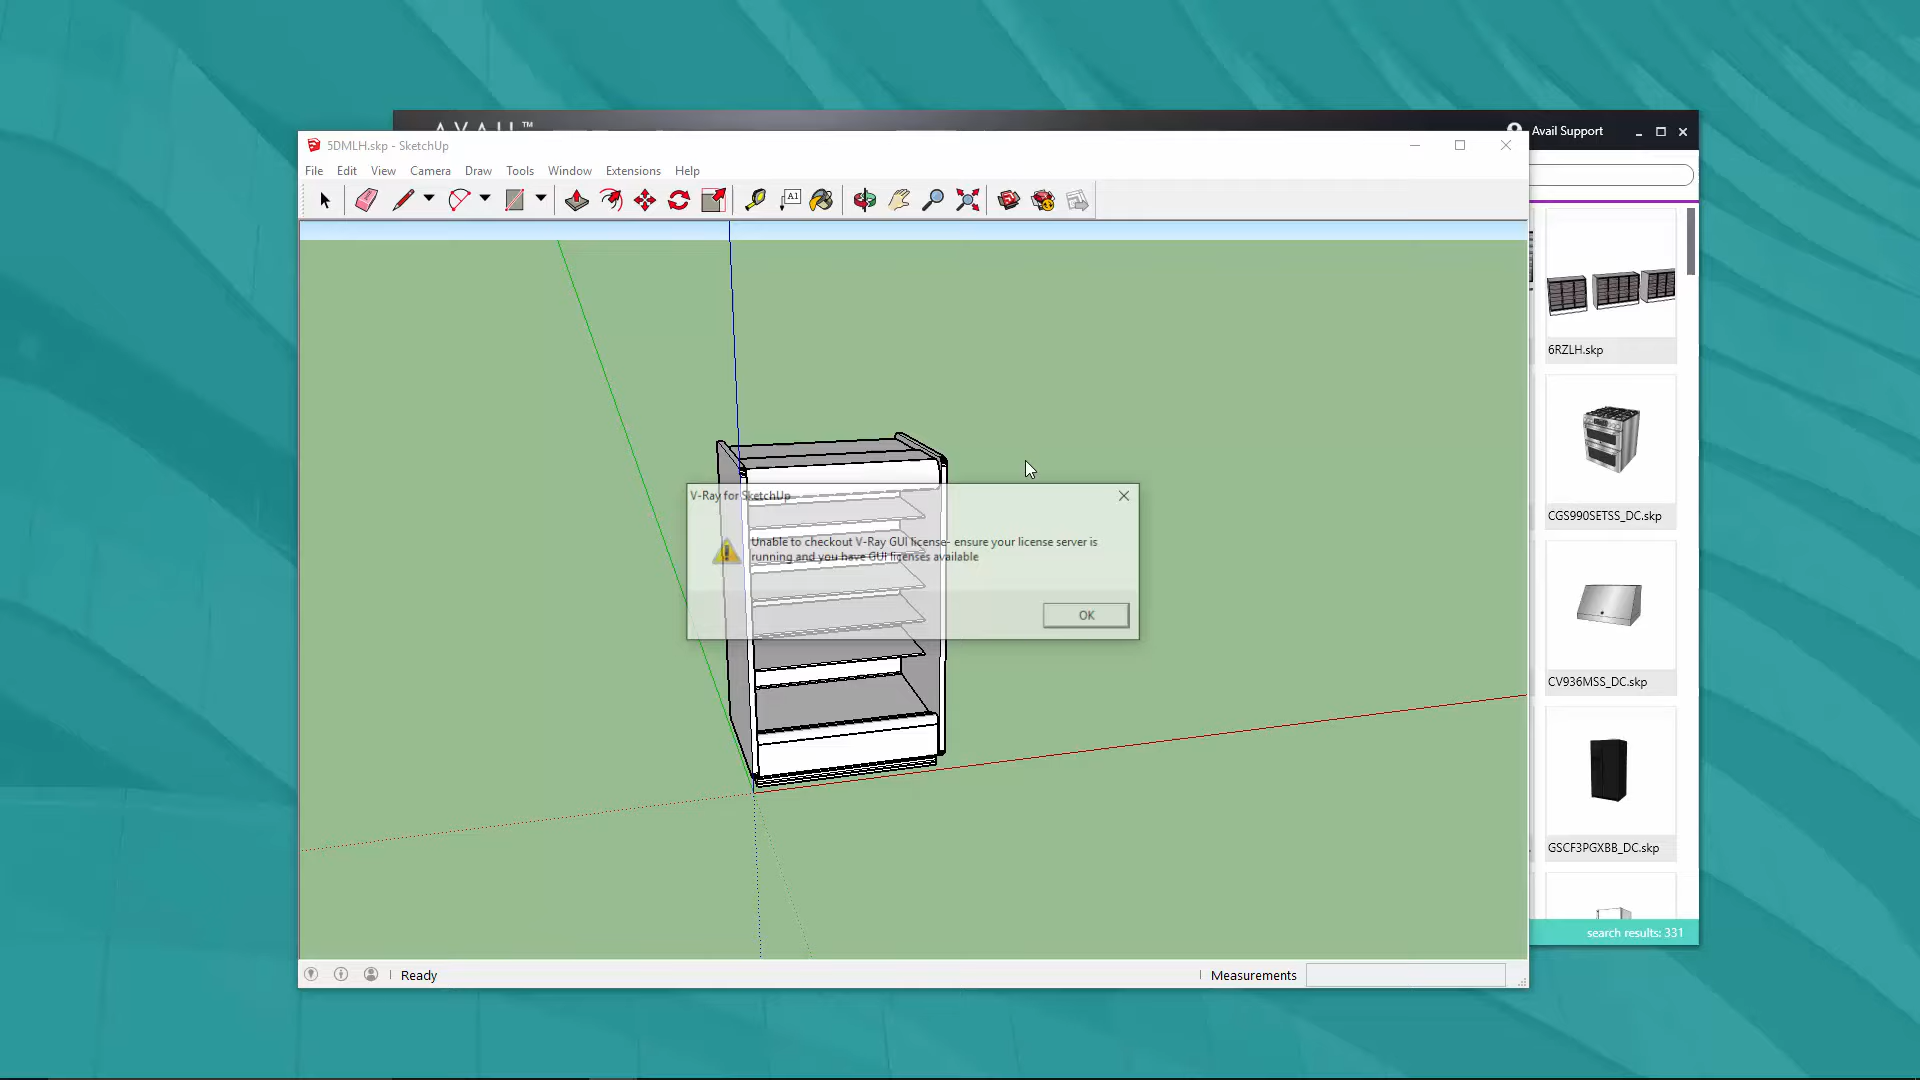 AVAIL™
Avail Support
5DMLH.skp - SketchUp
File Edit View Camera Draw Tools Window Extensions Help
A1
6RZLH.skp
V-Ray for SketchUp
Unable to checkout V-Ray GUI license- ensure your license server is
running and you have GUI licenses available
OK
CGS990SETSS_DC.skp
CV936MSS_DC.skp
GSCF3PGXBB_DC.skp
search results: 331
Ready
Measurements